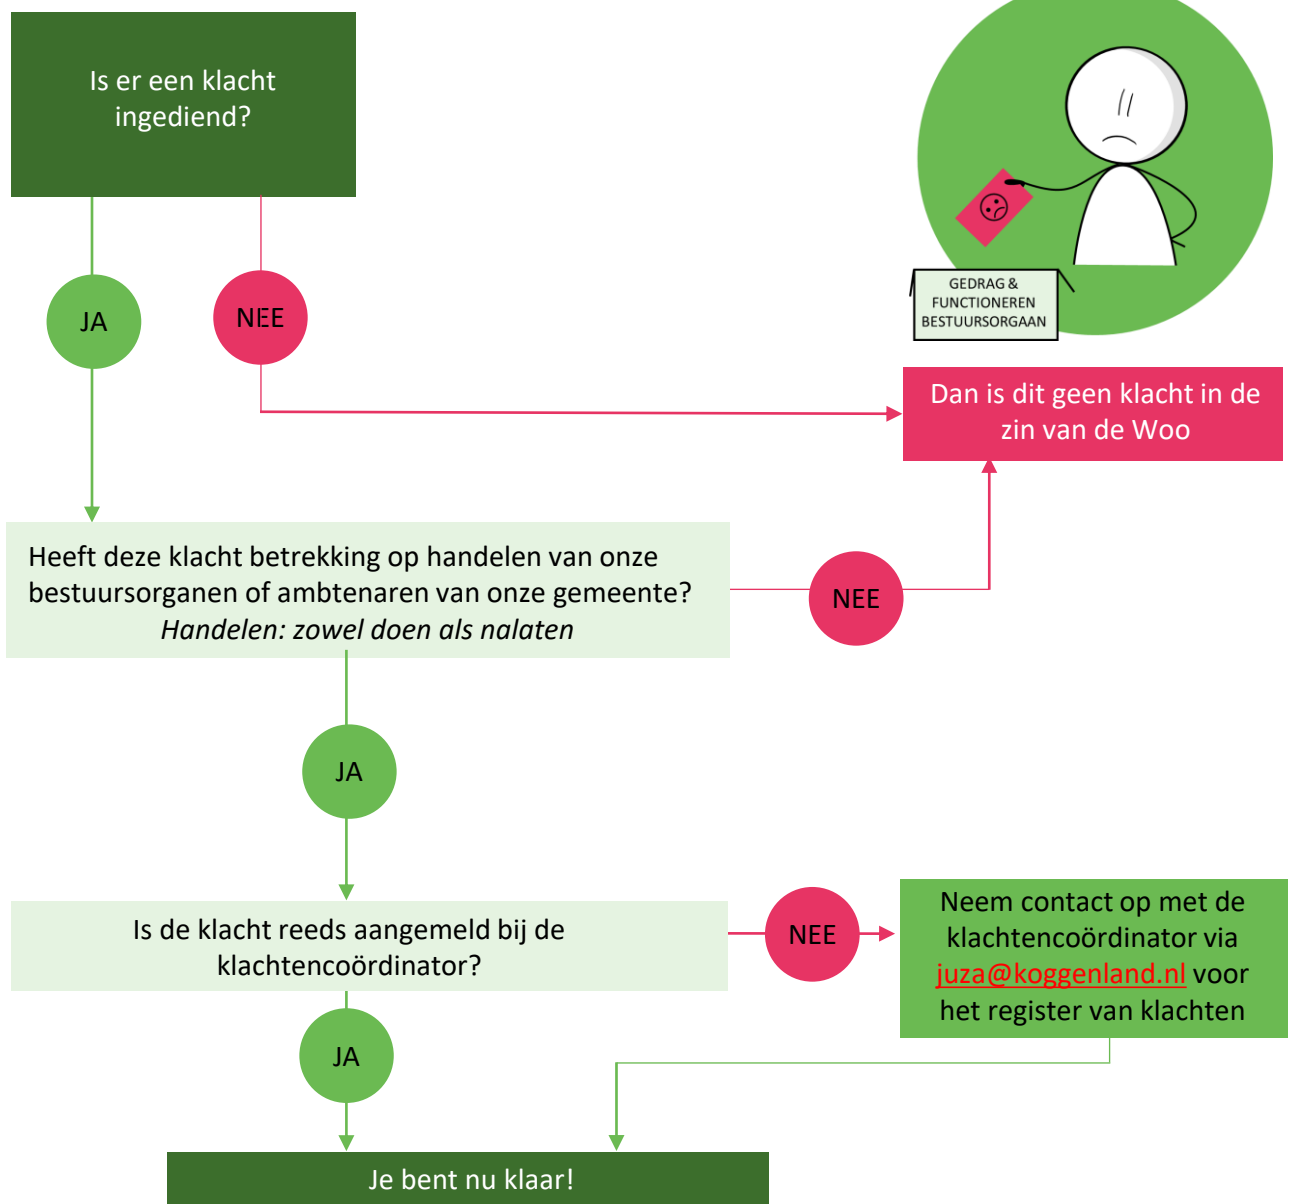 Is er een klacht
ingediend?
JA
NEE
GEDRAG &
FUNCTIONEREN
BESTUURSORGAAN
Dan is dit geen klacht in de
zin van de Woo
Heeft deze klacht betrekking op handelen van onze
bestuursorganen of ambtenaren van onze gemeente?
Handelen: zowel doen als nalaten
NEE
JA
Is de klacht reeds aangemeld bij de
klachtencoördinator?
NEE
Neem contact op met de
klachtencoördinator via
juza@koggenland.nl voor
het register van klachten
JA
Je bent nu klaar!